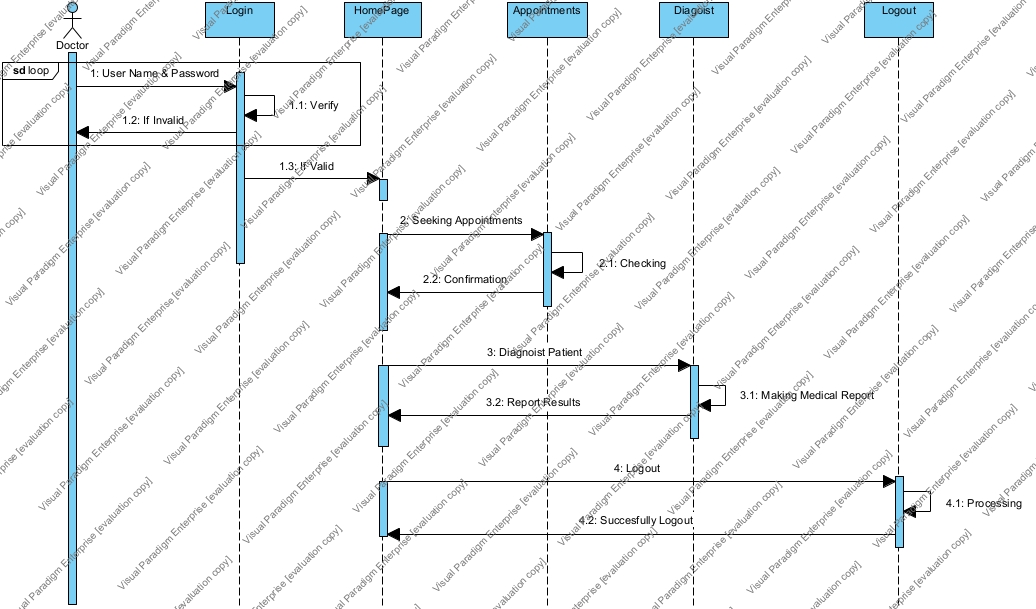 Login
HomePage
Appointments
Diagoist
Logout
Doctor
sd loop
1: User Name & Password
1.1: Verify
1.2: If Invalid
1.3: If Valid
2: Seeking Appointments
2.1: Checking
2.2: Confirmation
3: Diagnoist Patient
3.1: Making Medical Report
3.2: Report Results
4: Logout
4.1: Processing
4.2: Succesfully Logout
Visual Paradigm Enterprise [evaluation copy]